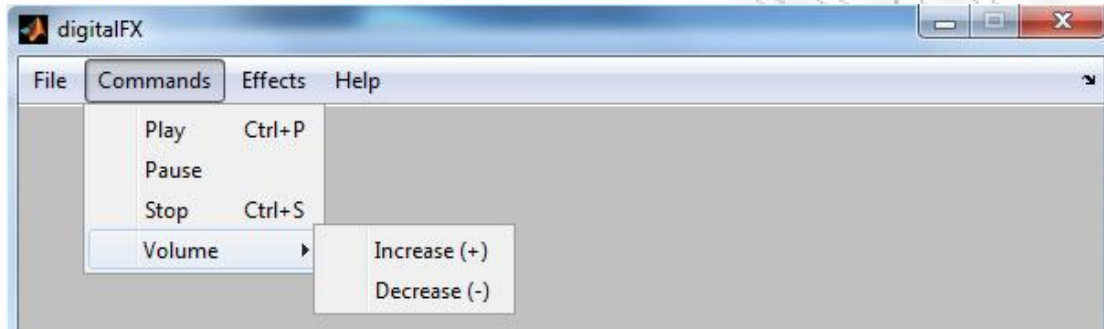 digitalFX
File Commands Effects Help
Play Ctrl+P
Pause
Stop Ctrl+S
Volume
Increase (+)
Decrease (-)